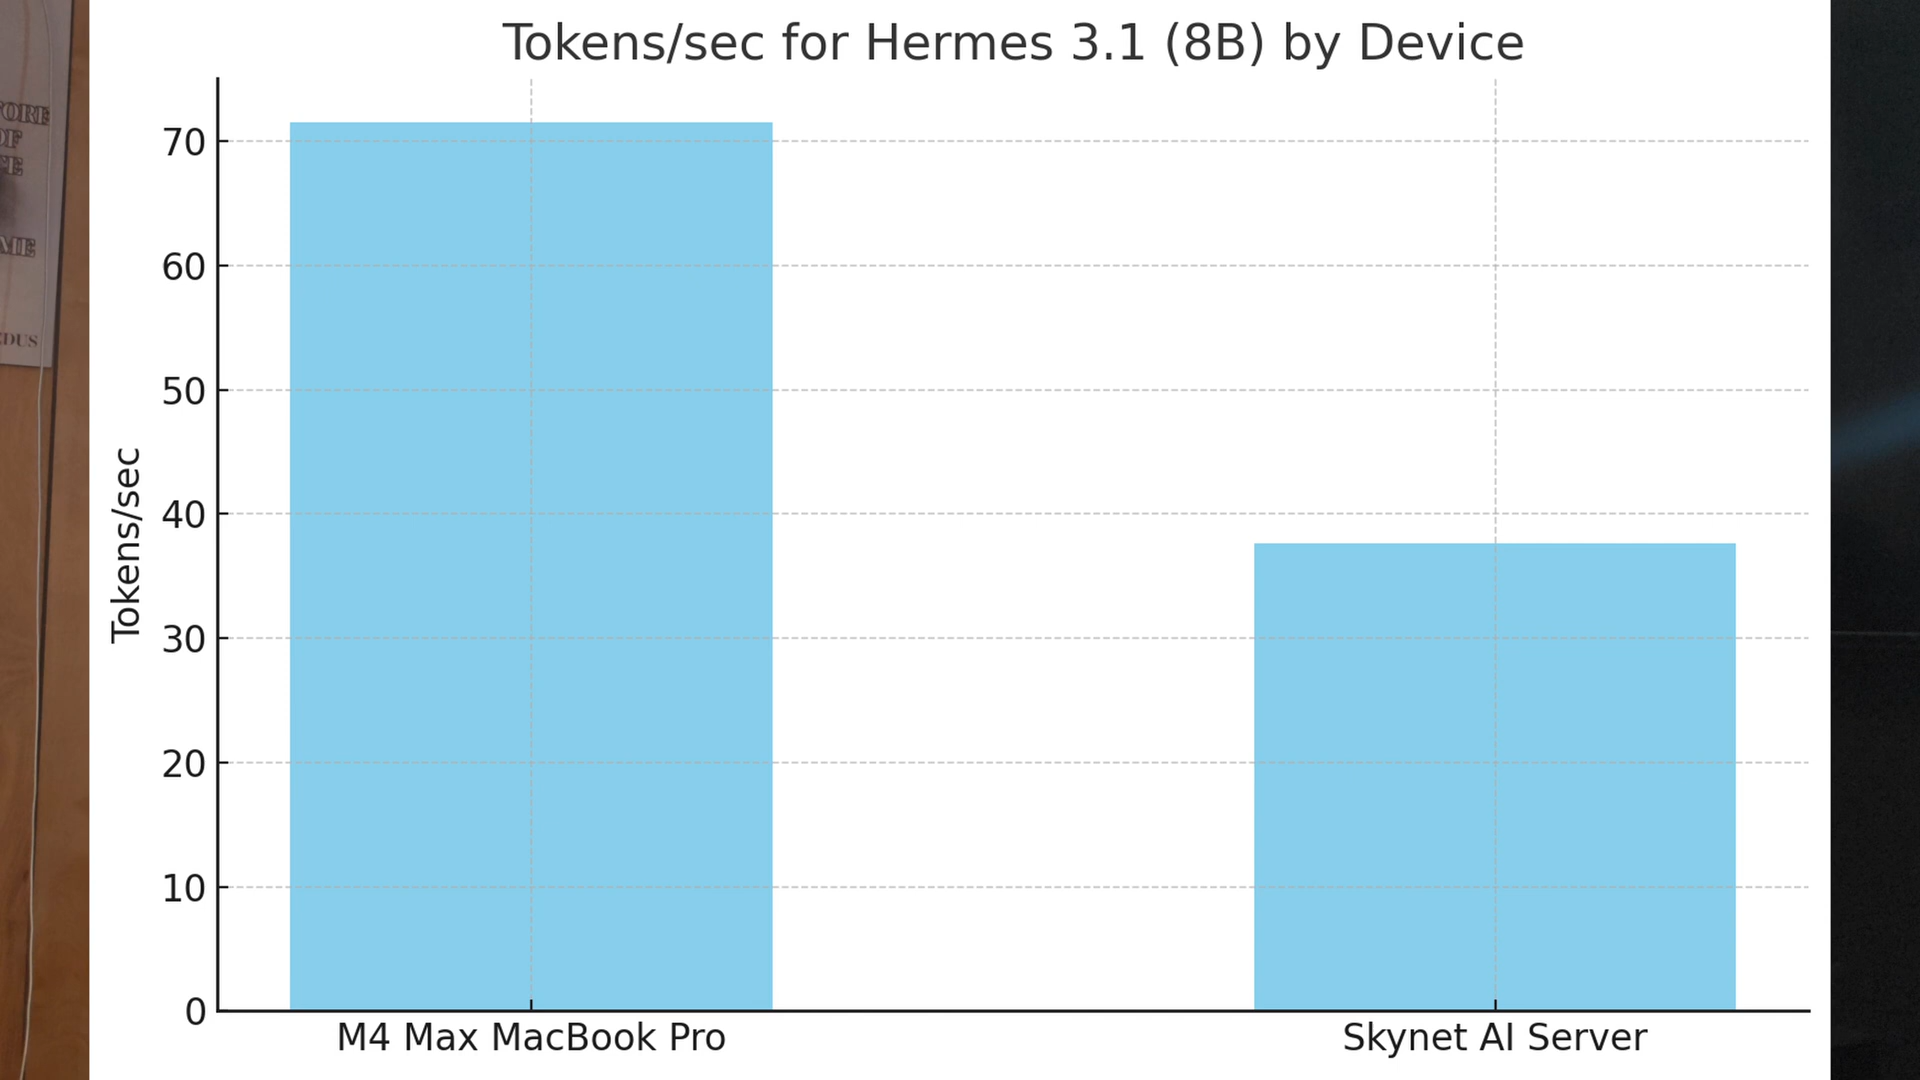 Tokens/sec for Hermes 3.1 (8B) by Device
Tokens/sec
70
60
50
40
30
20
10
0
M4 Max MacBook Pro
Skynet AI Server
OF